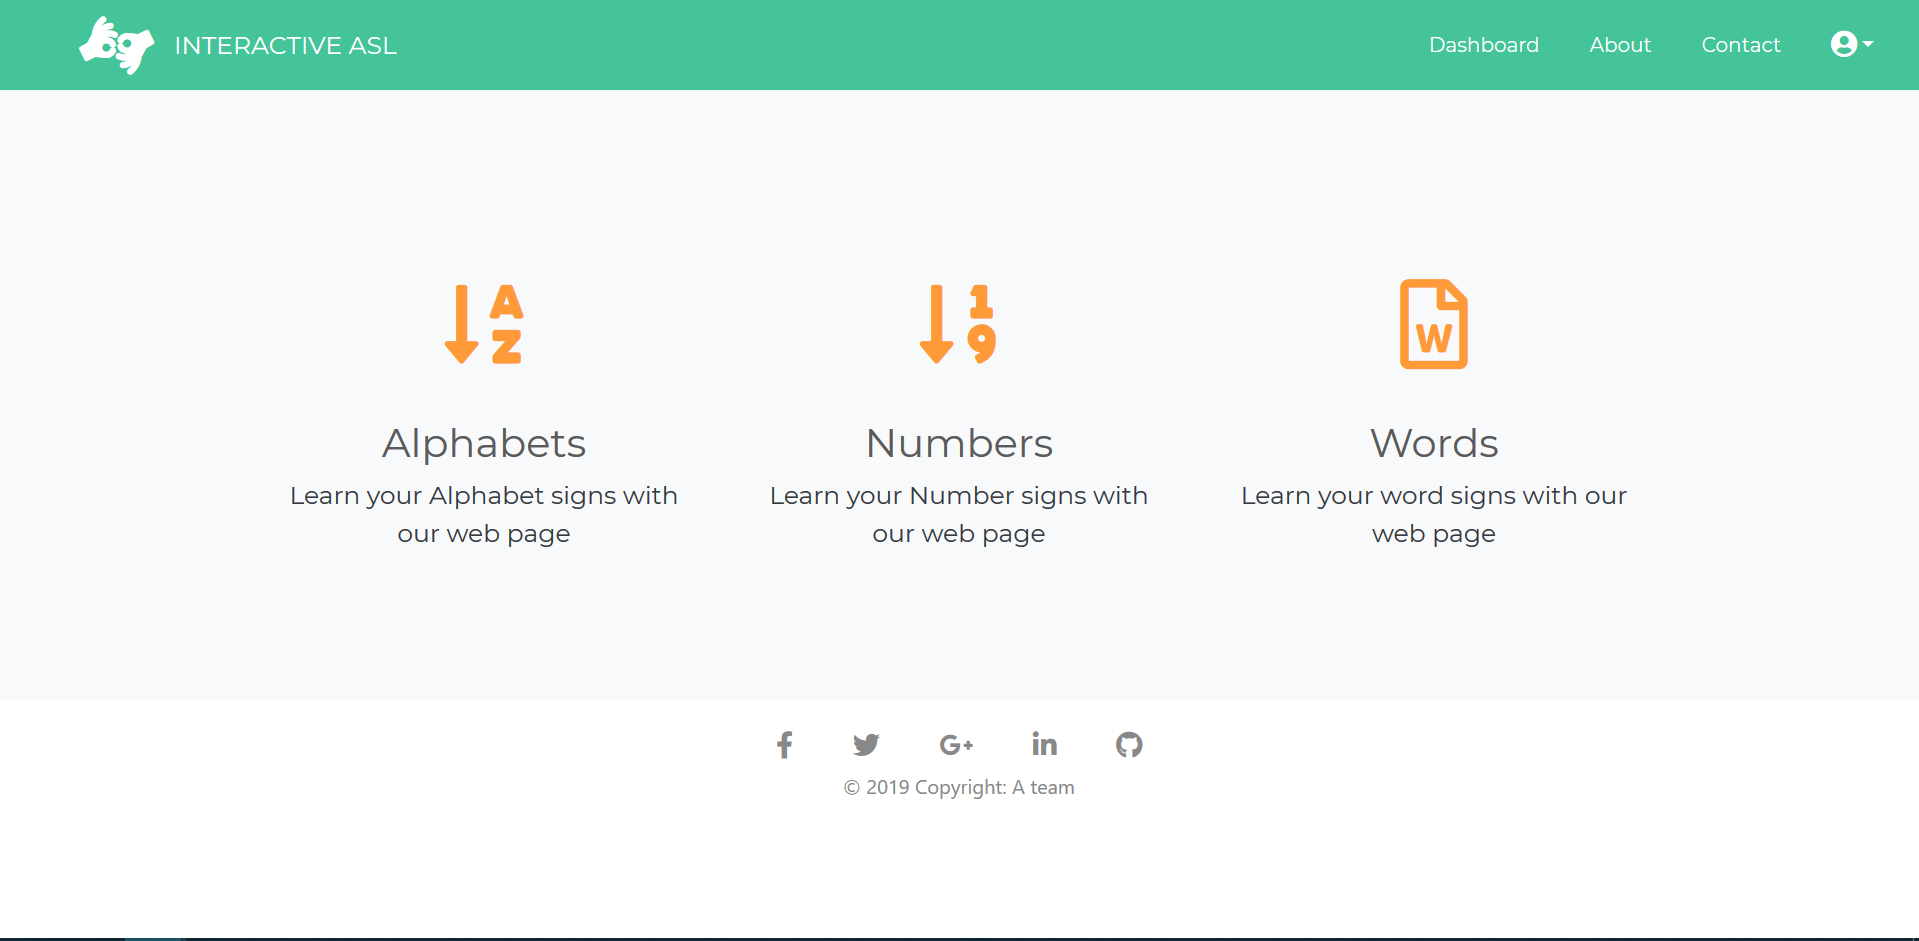 INTERACTIVE ASL
Dashboard
About
Contact
A
Z
1
9
W
Alphabets
Learn your Alphabet signs with
our web page
Numbers
Learn your Number signs with
our web page
Words
Learn your word signs with our
web page
© 2019 Copyright: A team